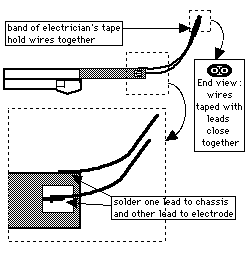 band of electrician's tape
hold wires together
End view:
wires
taped with
leads
close
together
solder one lead to chassis
and other lead to electrode